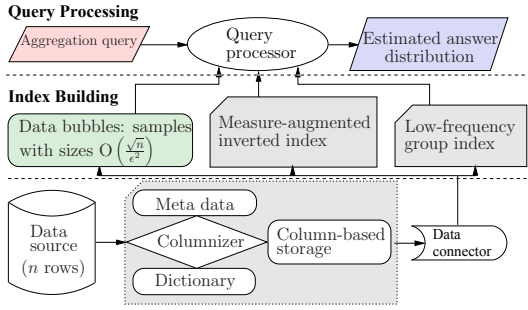 Query Processing
Aggregation query
Query
processor
Estimated answer
distribution
Index Building
Data bubbles: samples
with sizes O(√n/ϵ²)
Measure-augmented
inverted index
Low-frequency
group index
Data
source
(n rows)
Meta data
Columnizer
Dictionary
Column-based
storage
Data
connector